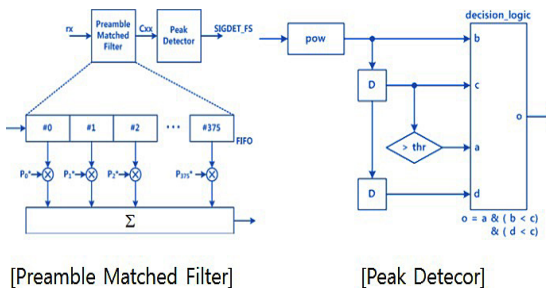 rx
Preamble
Matched
Filter
Cxx
Peak
Detector
SIGDET_FS
#0
#1
#2
...
#375
FIFO
P0*
P1*
P2*
P375*
Σ
[Preamble Matched Filter]
decision_logic
pow
b
D
c
> thr
a
o
D
d
o = a & ( b < c)
& ( d < c)
[Peak Detecor]